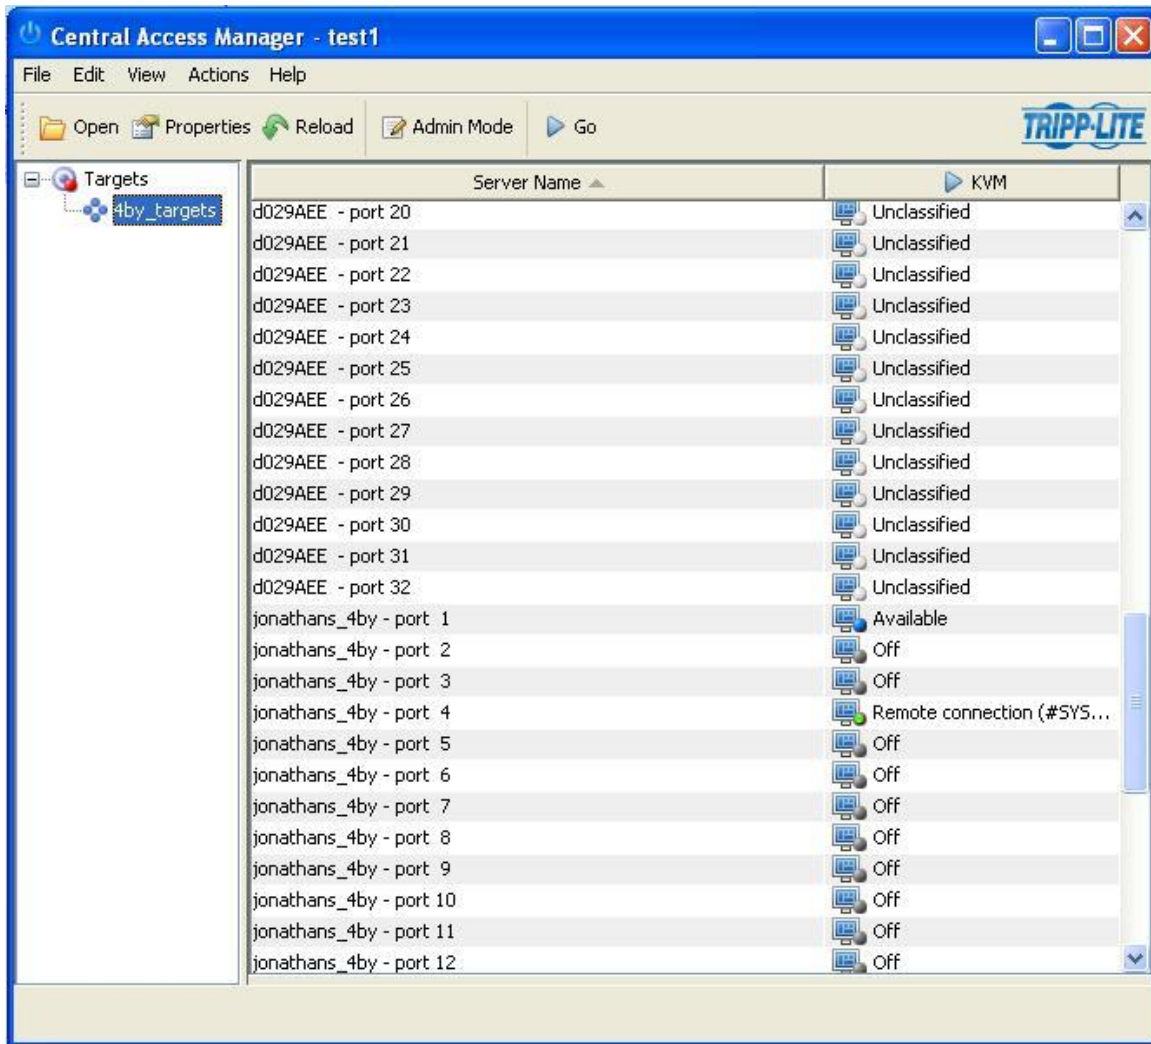 Central Access Manager - test1
File Edit View Actions Help
Open Properties Reload Admin Mode Go
TRIPP·LITE
Targets
4by_targets
Server Name KVM
d029AEE - port 20 Unclassified
d029AEE - port 21 Unclassified
d029AEE - port 22 Unclassified
d029AEE - port 23 Unclassified
d029AEE - port 24 Unclassified
d029AEE - port 25 Unclassified
d029AEE - port 26 Unclassified
d029AEE - port 27 Unclassified
d029AEE - port 28 Unclassified
d029AEE - port 29 Unclassified
d029AEE - port 30 Unclassified
d029AEE - port 31 Unclassified
d029AEE - port 32 Unclassified
jonathans_4by - port 1 Available
jonathans_4by - port 2 Off
jonathans_4by - port 3 Off
jonathans_4by - port 4 Remote connection (#SYS...
jonathans_4by - port 5 Off
jonathans_4by - port 6 Off
jonathans_4by - port 7 Off
jonathans_4by - port 8 Off
jonathans_4by - port 9 Off
jonathans_4by - port 10 Off
jonathans_4by - port 11 Off
jonathans_4by - port 12 Off